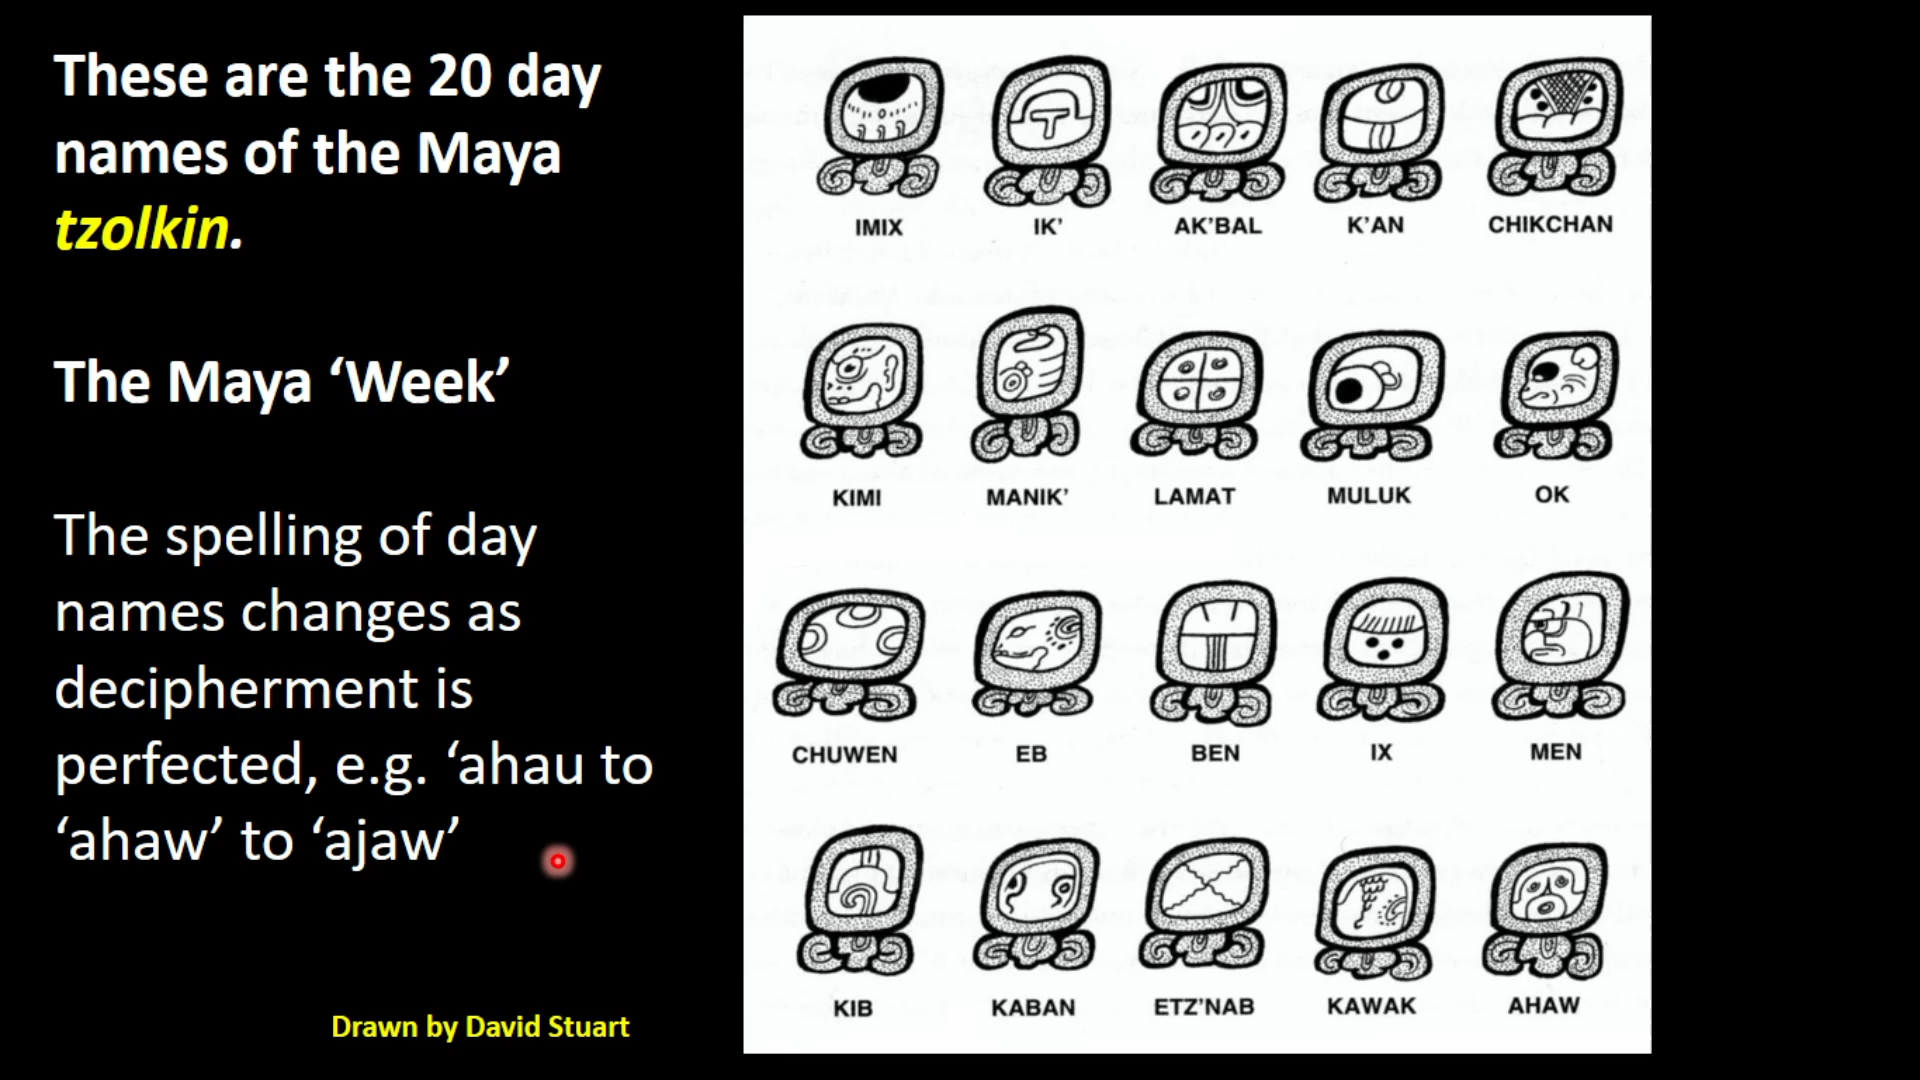 These are the 20 day
names of the Maya
tzolkin.
The Maya ‘Week’
The spelling of day
names changes as
decipherment is
perfected, e.g. ‘ahau to
‘ahaw’ to ‘ajaw’
Drawn by David Stuart
IMIX IK’ AK’BAL K’AN CHIKCHAN
KIMI MANIK’ LAMAT MULUK OK
CHUWEN EB BEN IX MEN
KIB KABAN ETZ’NAB KAWAK AHAW